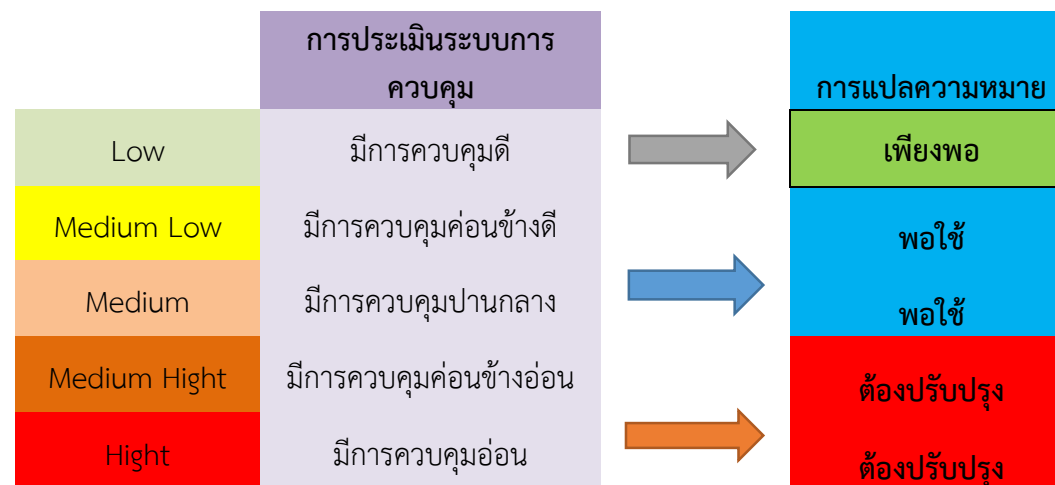 การประเมินระบบการ
ควบคุม
การแปลความหมาย
Low มีการควบคุมดี เพียงพอ
Medium Low มีการควบคุมค่อนข้างดี พอใช้
Medium มีการควบคุมปานกลาง พอใช้
Medium Hight มีการควบคุมค่อนข้างอ่อน ต้องปรับปรุง
Hight มีการควบคุมอ่อน ต้องปรับปรุง